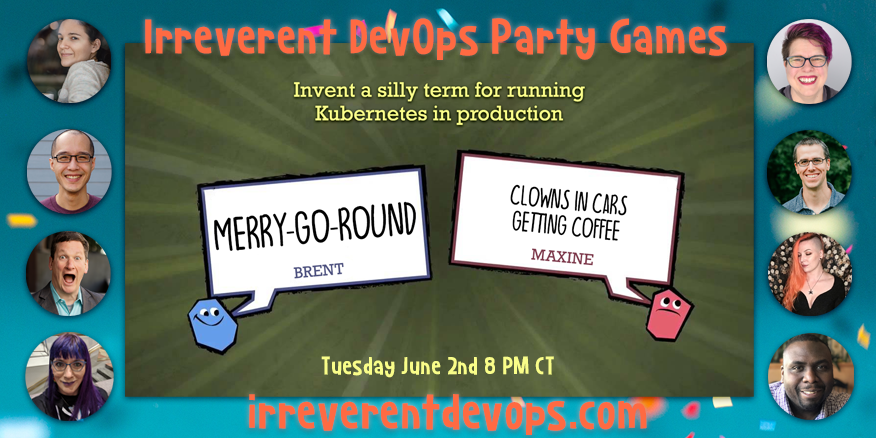 Irreverent DevOps Party Games
Invent a silly term for running
Kubernetes in production
MERRY-GO-ROUND
BRENT
CLOWNS IN CARS
GETTING COFFEE
MAXINE
Tuesday June 2nd 8 PM CT
irreverentdevops.com